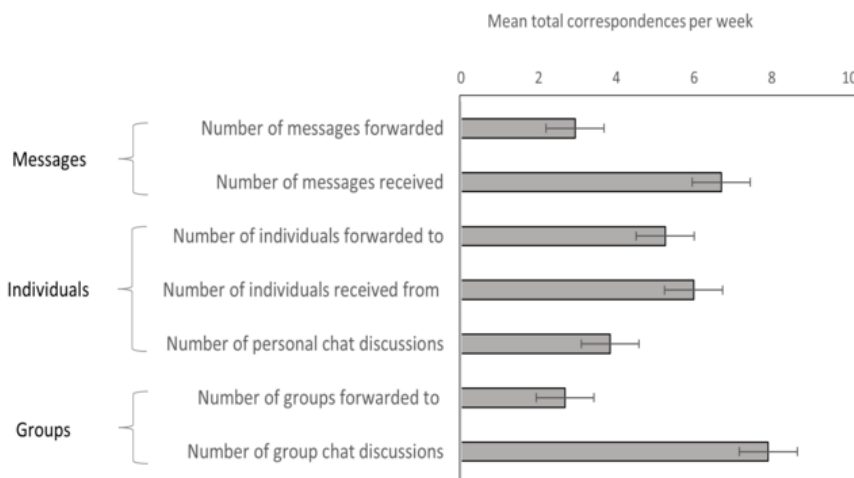 Mean total correspondences per week
0 2 4 6 8 10
Messages
Number of messages forwarded
Number of messages received
Individuals
Number of individuals forwarded to
Number of individuals received from
Number of personal chat discussions
Groups
Number of groups forwarded to
Number of group chat discussions